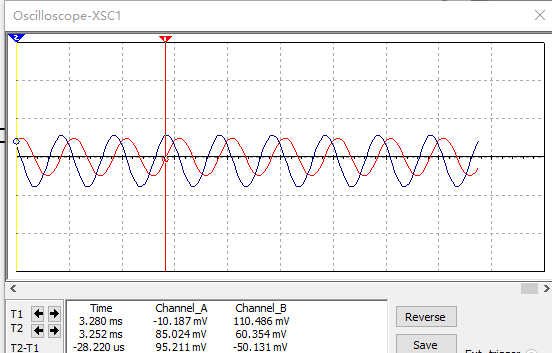 Oscilloscope-XSC1
2
1
Time Channel_A Channel_B
T1 3.280 ms -10.187 mV 110.486 mV Reverse
T2 3.252 ms 85.024 mV 60.354 mV
T2-T1 -28.220 us 95.211 mV -50.131 mV Save